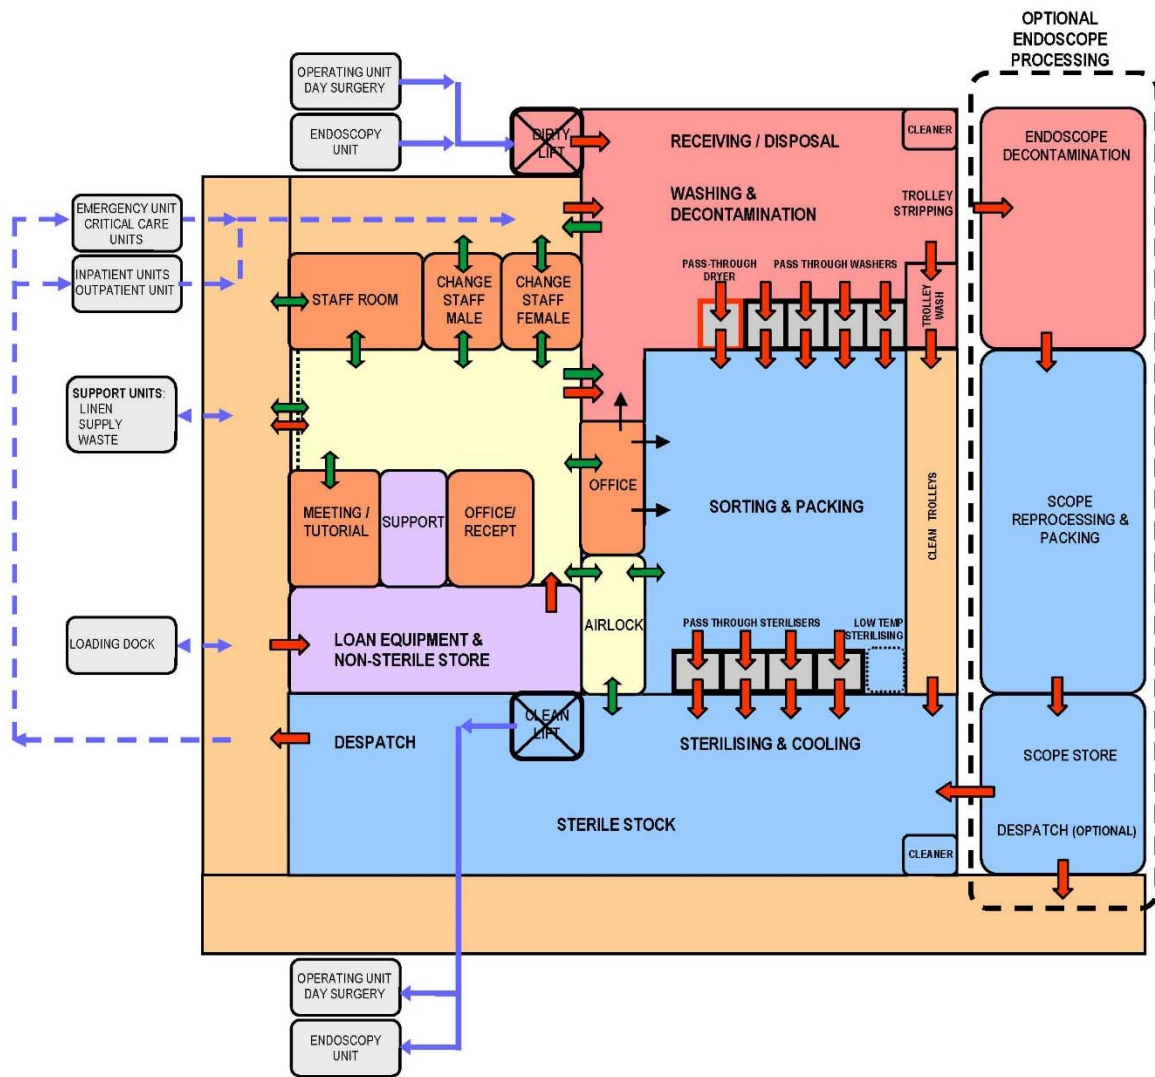 OPTIONAL
ENDOSCOPE
PROCESSING
OPERATING UNIT
DAY SURGERY
ENDOSCOPY
UNIT
DIRTY
LIFT
RECEIVING / DISPOSAL
CLEANER
WASHING &
DECONTAMINATION
TROLLEY
STRIPPING
ENDOSCOPE
DECONTAMINATION
EMERGENCY UNIT
CRITICAL CARE
UNITS
INPATIENT UNITS
OUTPATIENT UNIT
STAFF ROOM
CHANGE
STAFF
MALE
CHANGE
STAFF
FEMALE
PASS-THROUGH
DRYER
PASS THROUGH WASHERS
TROLLEY
WASH
SUPPORT UNITS:
LINEN
SUPPLY
WASTE
MEETING /
TUTORIAL
SUPPORT
OFFICE/
RECEPT
OFFICE
SORTING & PACKING
CLEAN TROLLEYS
SCOPE
REPROCESSING &
PACKING
LOADING DOCK
LOAN EQUIPMENT &
NON-STERILE STORE
AIRLOCK
PASS THROUGH STERILISERS
LOW TEMP
STERILISING
DESPATCH
CLEAN
LIFT
STERILISING & COOLING
SCOPE STORE
STERILE STOCK
DESPATCH (OPTIONAL)
CLEANER
OPERATING UNIT
DAY SURGERY
ENDOSCOPY
UNIT